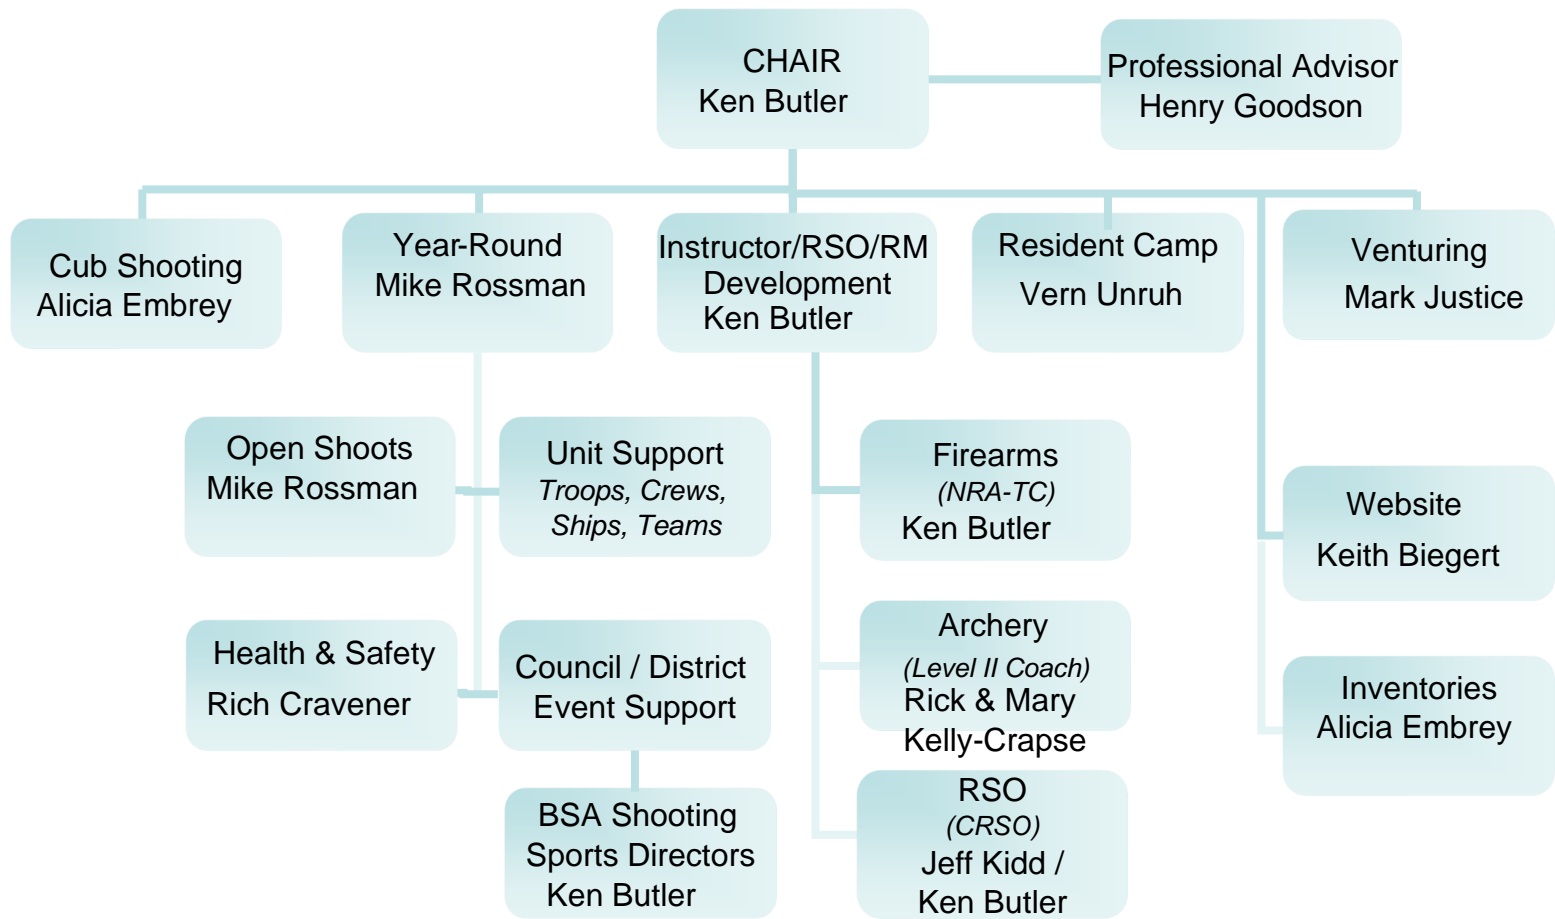 CHAIR
Ken Butler
Professional Advisor
Henry Goodson
Cub Shooting
Alicia Embrey
Year-Round
Mike Rossman
Instructor/RSO/RM
Development
Ken Butler
Resident Camp
Vern Unruh
Venturing
Mark Justice
Open Shoots
Mike Rossman
Unit Support
Troops, Crews,
Ships, Teams
Firearms
(NRA-TC)
Ken Butler
Website
Keith Biegert
Health & Safety
Rich Cravener
Council / District
Event Support
Archery
(Level II Coach)
Rick & Mary
Kelly-Crapse
Inventories
Alicia Embrey
BSA Shooting
Sports Directors
Ken Butler
RSO
(CRSO)
Jeff Kidd /
Ken Butler